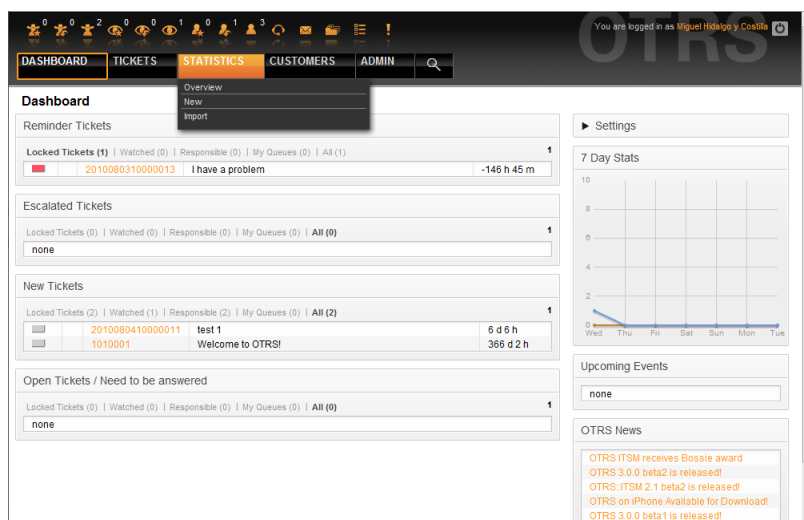 0 0 2 0 0 1 0 1 3
You are logged in as Miguel Hidalgo y Costilla
OTRS
DASHBOARD TICKETS STATISTICS CUSTOMERS ADMIN
Overview
New
Import
Dashboard
Reminder Tickets
Locked Tickets (1) | Watched (0) | Responsible (0) | My Queues (0) | All (1) 1
2010080310000013 I have a problem -146 h 45 m
Escalated Tickets
Locked Tickets (0) | Watched (0) | Responsible (0) | My Queues (0) | All (0) 1
none
New Tickets
Locked Tickets (2) | Watched (1) | Responsible (2) | My Queues (0) | All (2) 1
2010080410000011 test 1 6 d 6 h
1010001 Welcome to OTRS! 366 d 2 h
Open Tickets / Need to be answered
Locked Tickets (0) | Watched (0) | Responsible (0) | My Queues (0) | All (0) 1
none
Settings
7 Day Stats
10
8
6
4
2
0
Wed Thu Fri Sat Sun Mon Tue
Upcoming Events
none
OTRS News
OTRS ITSM receives Bossie award
OTRS 3.0.0 beta2 is released!
OTRS::ITSM 2.1 beta2 is released!
OTRS on iPhone Available for Download!
OTRS 3.0.0 beta1 is released!